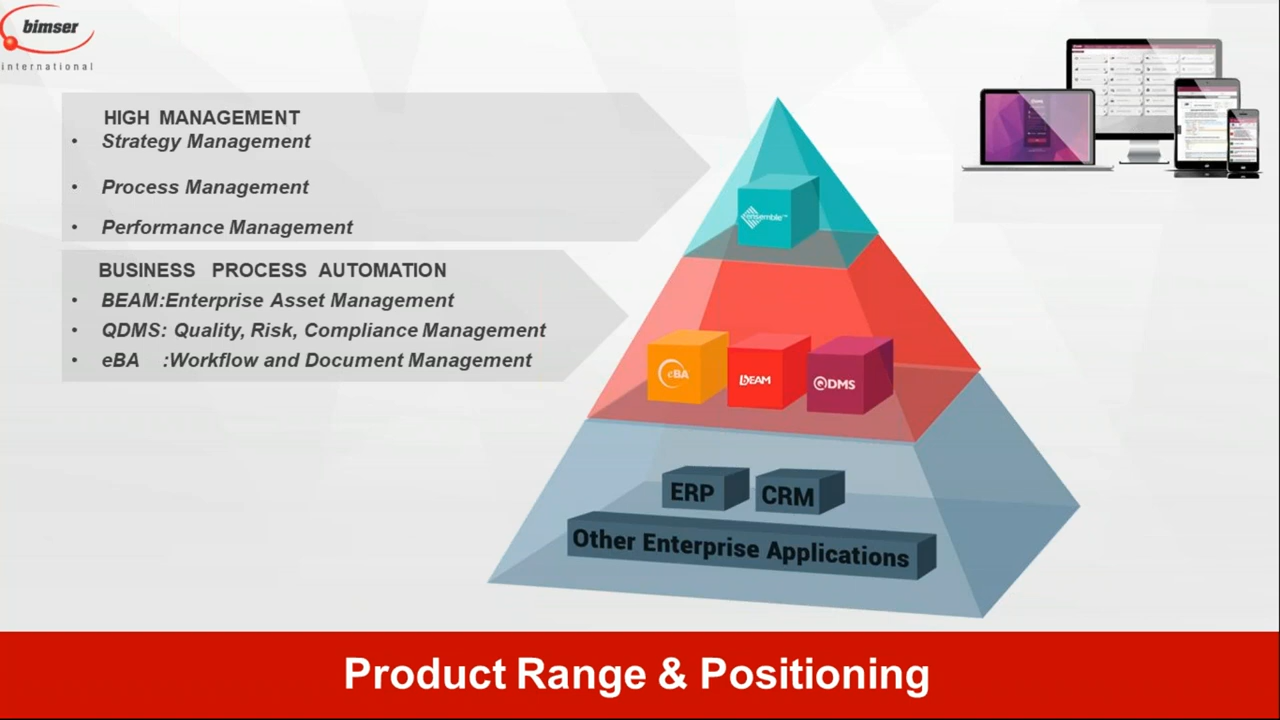 bimser
international
HIGH MANAGEMENT
• Strategy Management
• Process Management
• Performance Management
BUSINESS PROCESS AUTOMATION
• BEAM:Enterprise Asset Management
• QDMS: Quality, Risk, Compliance Management
• eBA :Workflow and Document Management
ensemble™
eBA
BEAM
QDMS
ERP
CRM
Other Enterprise Applications
Product Range & Positioning